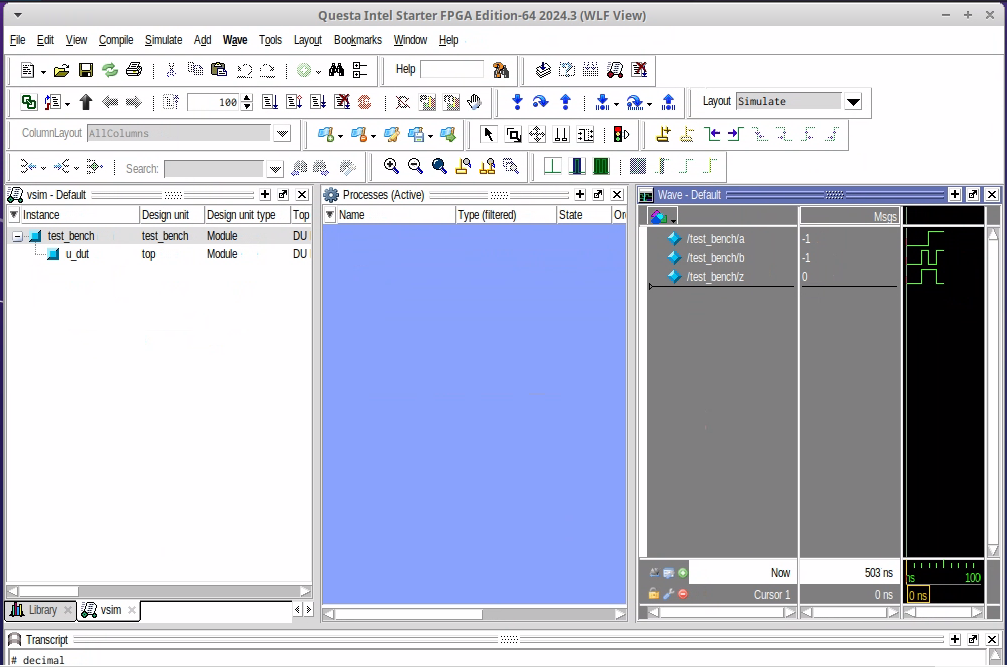 Questa Intel Starter FPGA Edition-64 2024.3 (WLF View)
File Edit View Compile Simulate Add Wave Tools Layout Bookmarks Window Help
Help
100
Layout Simulate
ColumnLayout AllColumns
Search:
vsim - Default
Instance Design unit Design unit type Top
test_bench test_bench Module DU
u_dut top Module DU
Library vsim
Processes (Active)
Name Type (filtered) State Or
Wave - Default
Msgs
/test_bench/a -1
/test_bench/b -1
/test_bench/z 0
Now 503 ns
Cursor 1 0 ns
ns 100
0 ns
Transcript
# decimal